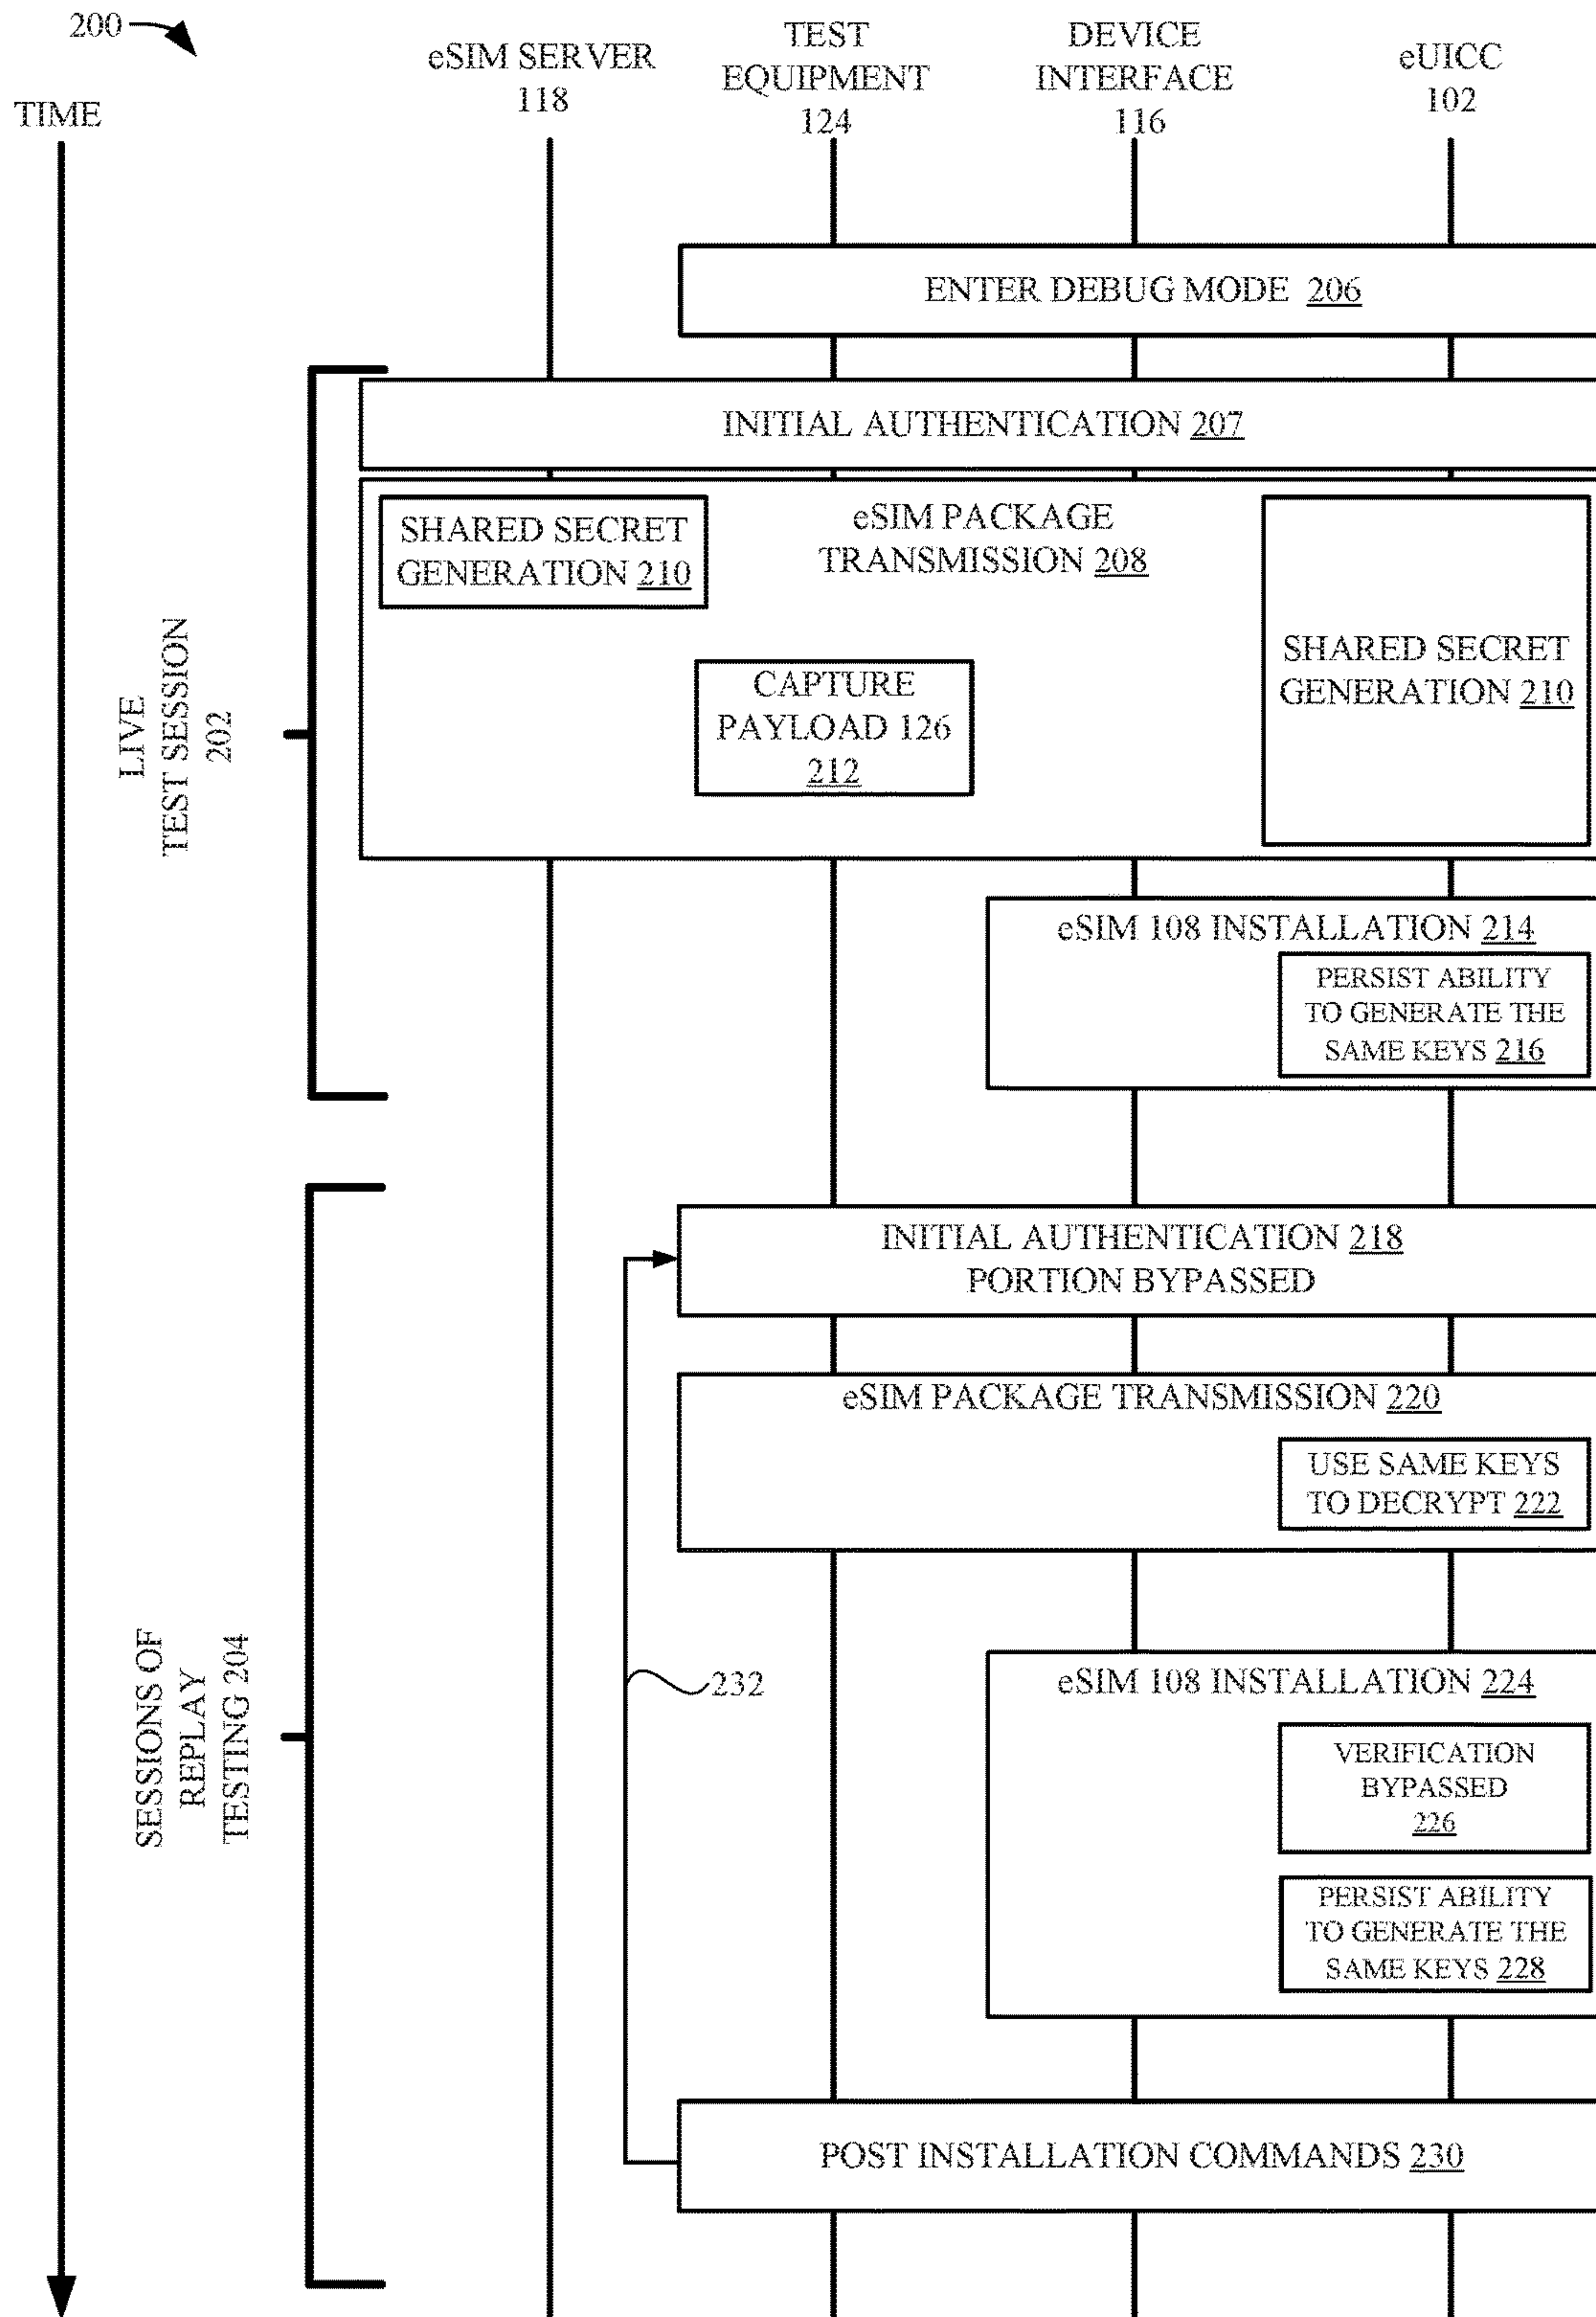 200
TIME
eSIM SERVER
118
TEST
EQUIPMENT
124
DEVICE
INTERFACE
116
eUICC
102
ENTER DEBUG MODE 206
LIVE
TEST SESSION
202
INITIAL AUTHENTICATION 207
SHARED SECRET
GENERATION 210
eSIM PACKAGE
TRANSMISSION 208
CAPTURE
PAYLOAD 126
212
SHARED SECRET
GENERATION 210
eSIM 108 INSTALLATION 214
PERSIST ABILITY
TO GENERATE THE
SAME KEYS 216
SESSIONS OF
REPLAY
TESTING 204
INITIAL AUTHENTICATION 218
PORTION BYPASSED
eSIM PACKAGE TRANSMISSION 220
USE SAME KEYS
TO DECRYPT 222
232
eSIM 108 INSTALLATION 224
VERIFICATION
BYPASSED
226
PERSIST ABILITY
TO GENERATE THE
SAME KEYS 228
POST INSTALLATION COMMANDS 230